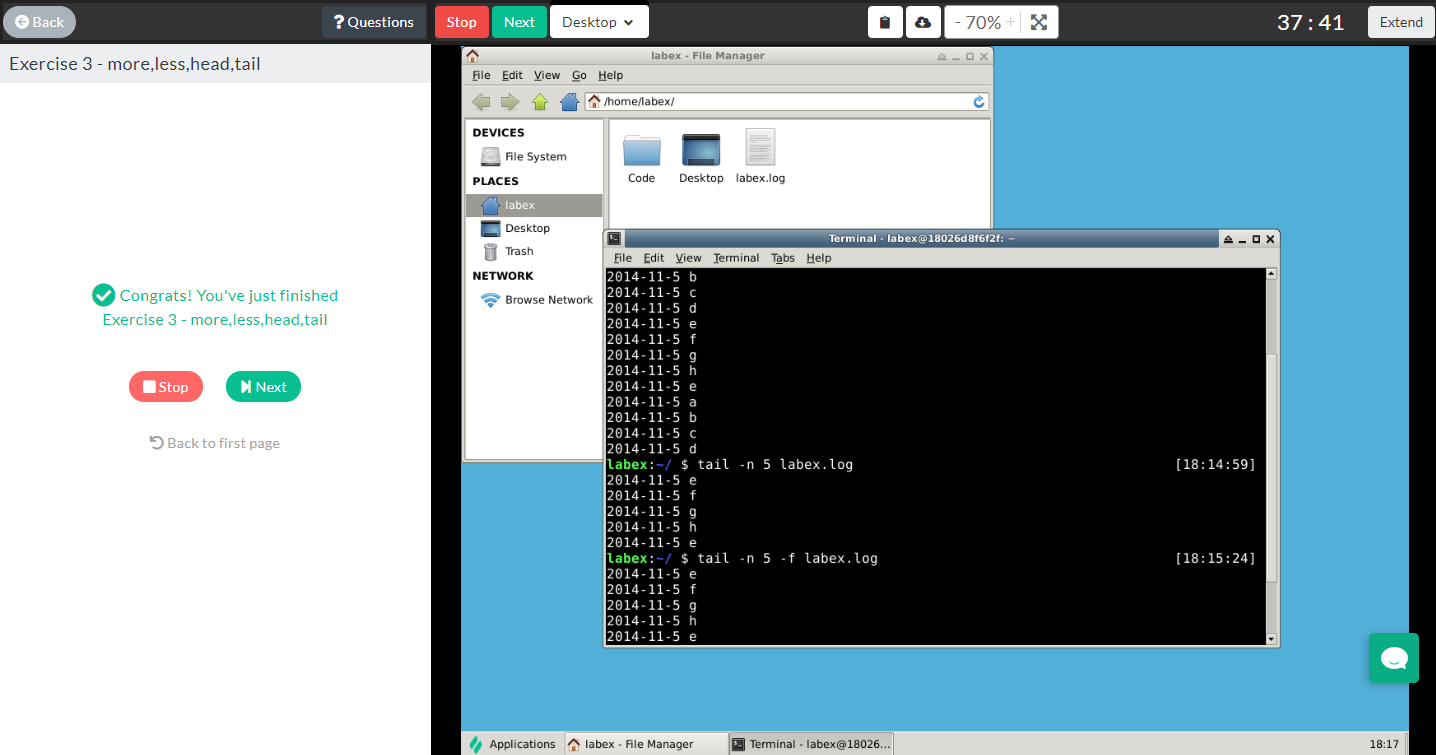 Back
? Questions
Stop
Next
Desktop
- 70% +
37 : 41
Extend
Exercise 3 - more,less,head,tail
Congrats! You've just finished
Exercise 3 - more,less,head,tail
Stop
Next
Back to first page
labex - File Manager
File Edit View Go Help
/home/labex/
DEVICES
File System
PLACES
labex
Desktop
Trash
NETWORK
Browse Network
Code
Desktop
labex.log
Terminal - labex@18026d8f6f2f: ~
File Edit View Terminal Tabs Help
2014-11-5 b
2014-11-5 c
2014-11-5 d
2014-11-5 e
2014-11-5 f
2014-11-5 g
2014-11-5 h
2014-11-5 e
2014-11-5 a
2014-11-5 b
2014-11-5 c
2014-11-5 d
labex:~/ $ tail -n 5 labex.log [18:14:59]
2014-11-5 e
2014-11-5 f
2014-11-5 g
2014-11-5 h
2014-11-5 e
labex:~/ $ tail -n 5 -f labex.log [18:15:24]
2014-11-5 e
2014-11-5 f
2014-11-5 g
2014-11-5 h
2014-11-5 e
Applications
labex - File Manager
Terminal - labex@18026...
18:17